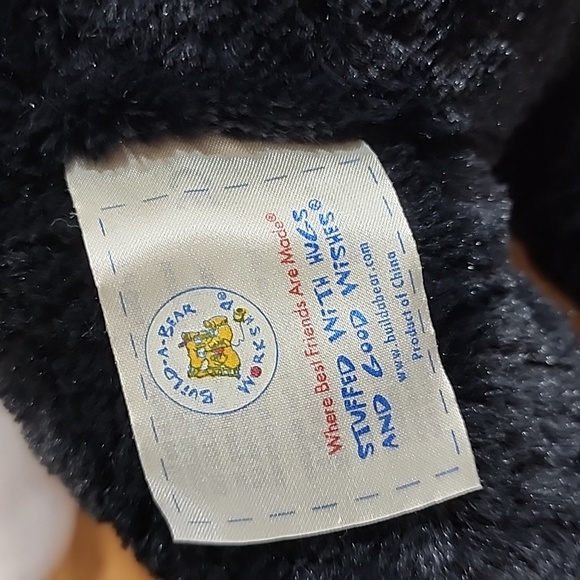 BUILD-A-BEAR
WORKSHOP®
Where Best Friends Are Made®
STUFFED WITH HUGS
AND GOOD WISHES®
www.buildabear.com
Product of China